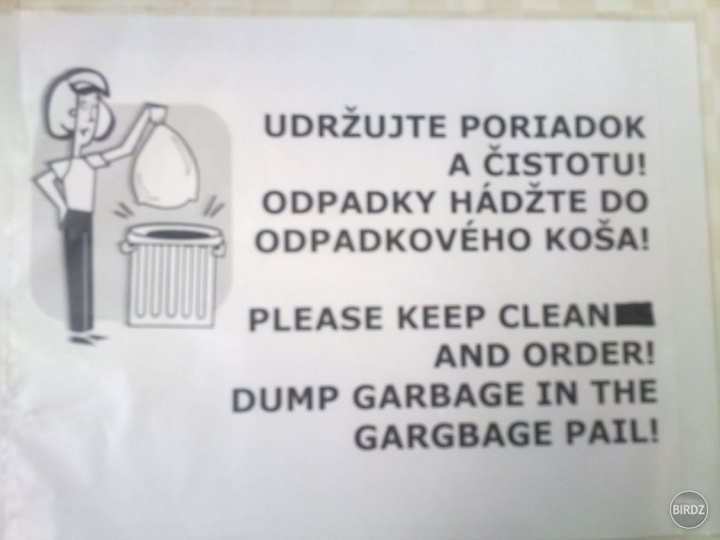 UDRŽUJTE PORIADOK
A ČISTOTU!
ODPADKY HÁDŽTE DO
ODPADKOVÉHO KOŠA!
PLEASE KEEP CLEAN
AND ORDER!
DUMP GARBAGE IN THE
GARGBAGE PAIL!
BIRDZ